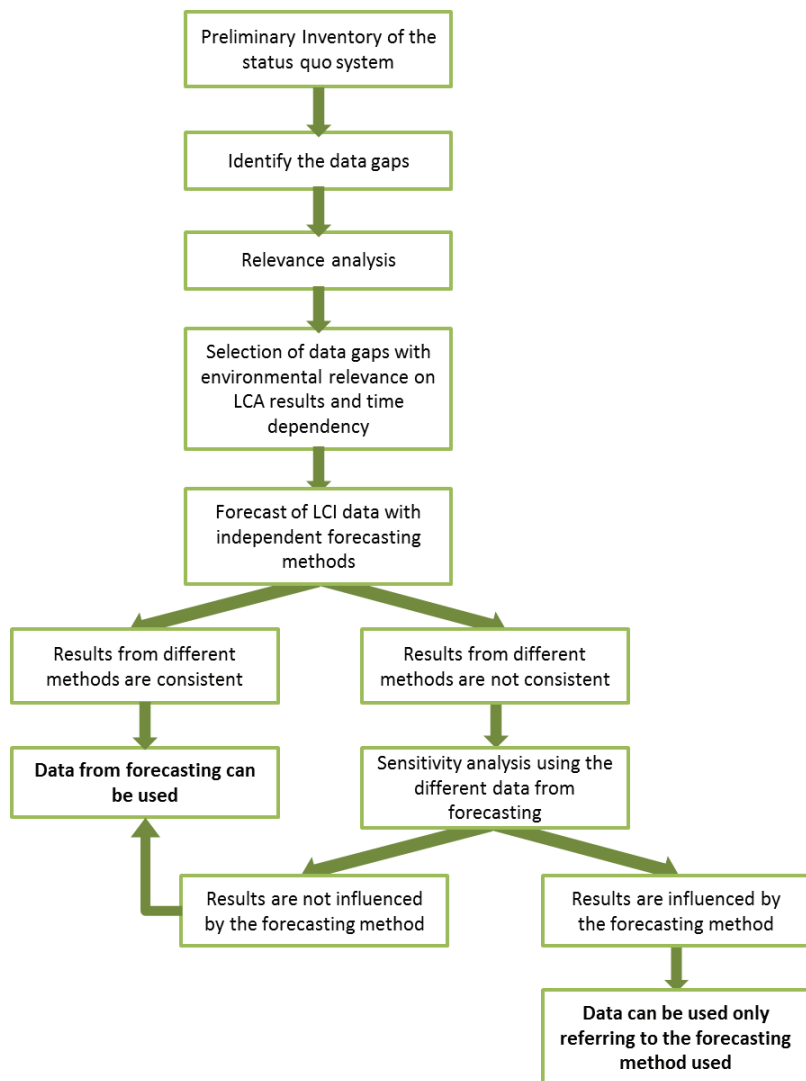 Preliminary Inventory of the
status quo system
Identify the data gaps
Relevance analysis
Selection of data gaps with
environmental relevance on
LCA results and time
dependency
Forecast of LCI data with
independent forecasting
methods
Results from different
methods are consistent
Results from different
methods are not consistent
Data from forecasting can
be used
Sensitivity analysis using the
different data from
forecasting
Results are not influenced
by the forecasting method
Results are influenced by
the forecasting method
Data can be used only
referring to the forecasting
method used